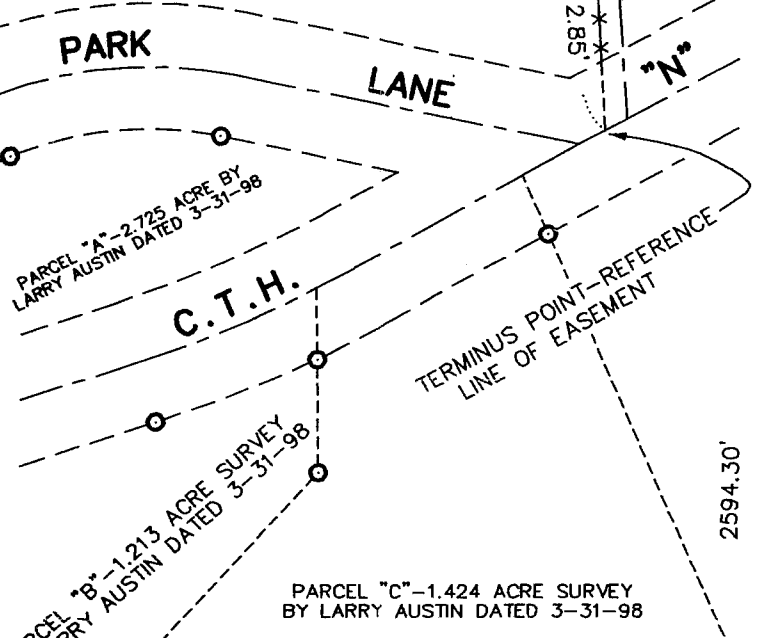 PARK LANE
2.85'
"N"
PARCEL "A"-2.725 ACRE BY
LARRY AUSTIN DATED 3-31-98
C.T.H.
TERMINUS POINT-REFERENCE
LINE OF EASEMENT
2594.30'
"B"-1.213 ACRE SURVEY
AUSTIN DATED 3-31-98
PARCEL "C"-1.424 ACRE SURVEY
BY LARRY AUSTIN DATED 3-31-98